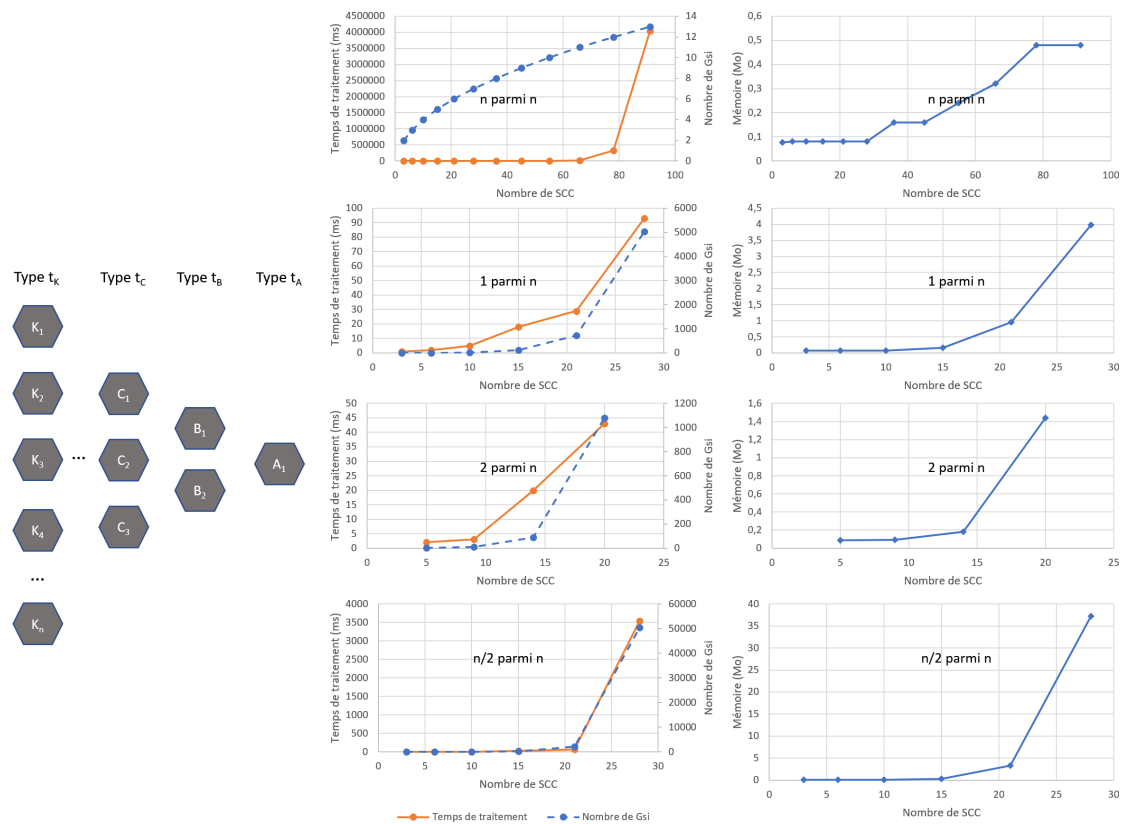 Type tK
Type tC
Type tB
Type tA
K1
K2
K3
K4
...
Kn
...
C1
C2
C3
B1
B2
A1
Temps de traitement (ms)
4500000
4000000
3500000
3000000
2500000
2000000
1500000
1000000
500000
0
n parmi n
14
12
10
8
6
4
2
0
Nombre de Gsi
0 20 40 60 80 100
Nombre de SCC
Mémoire (Mo)
0,6
0,5
0,4
0,3
0,2
0,1
0
n parmi n
0 20 40 60 80 100
Nombre de SCC
Temps de traitement (ms)
100
90
80
70
60
50
40
30
20
10
0
1 parmi n
6000
5000
4000
3000
2000
1000
0
Nombre de Gsi
0 5 10 15 20 25 30
Nombre de SCC
Mémoire (Mo)
4,5
4
3,5
3
2,5
2
1,5
1
0,5
0
1 parmi n
0 5 10 15 20 25 30
Nombre de SCC
Temps de traitement (ms)
50
45
40
35
30
25
20
15
10
5
0
2 parmi n
1200
1000
800
600
400
200
0
Nombre de Gsi
0 5 10 15 20 25
Nombre de SCC
Mémoire (Mo)
1,6
1,4
1,2
1
0,8
0,6
0,4
0,2
0
2 parmi n
0 5 10 15 20 25
Nombre de SCC
Temps de traitement (ms)
4000
3500
3000
2500
2000
1500
1000
500
0
n/2 parmi n
60000
50000
40000
30000
20000
10000
0
Nombre de Gsi
0 5 10 15 20 25 30
Nombre de SCC
Mémoire (Mo)
40
35
30
25
20
15
10
5
0
n/2 parmi n
0 5 10 15 20 25 30
Nombre de SCC
Temps de traitement
Nombre de Gsi